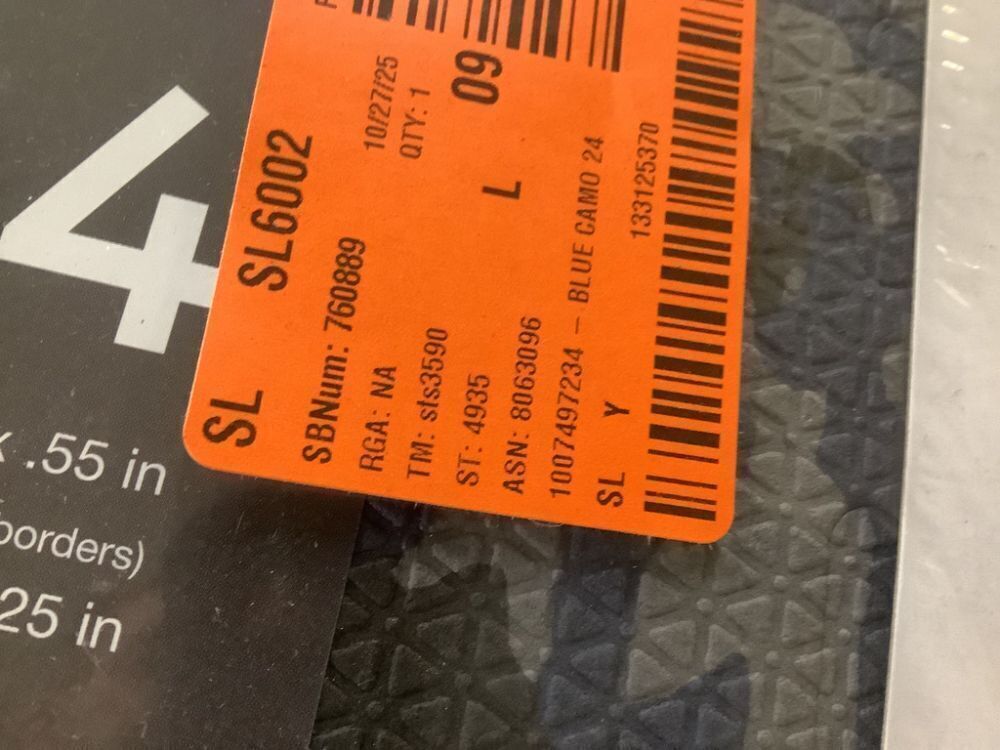 4
.55 in
borders)
25 in
SL SL6002
SBNum: 760889
10/27/25
RGA: NA
QTY: 1
TM: sts3590
ST: 4935
L 09
ASN: 8063096
1007497234 – BLUE CAMO 24
SL Y
133125370